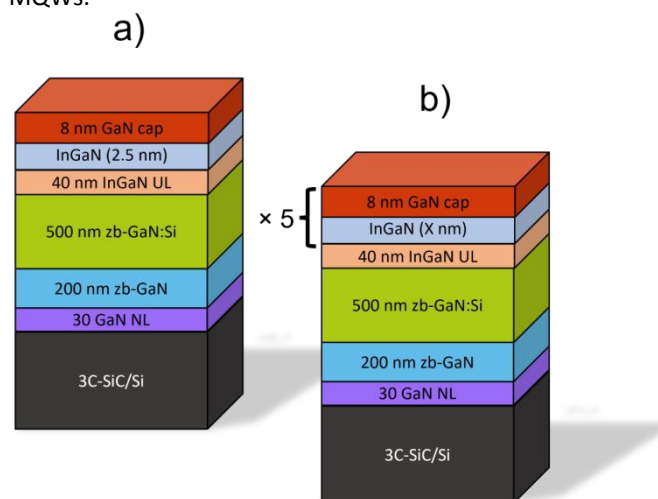 MQWs.
a)
8 nm GaN cap
InGaN (2.5 nm)
40 nm InGaN UL
500 nm zb-GaN:Si
200 nm zb-GaN
30 GaN NL
3C-SiC/Si
b)
× 5
8 nm GaN cap
InGaN (X nm)
40 nm InGaN UL
500 nm zb-GaN:Si
200 nm zb-GaN
30 GaN NL
3C-SiC/Si